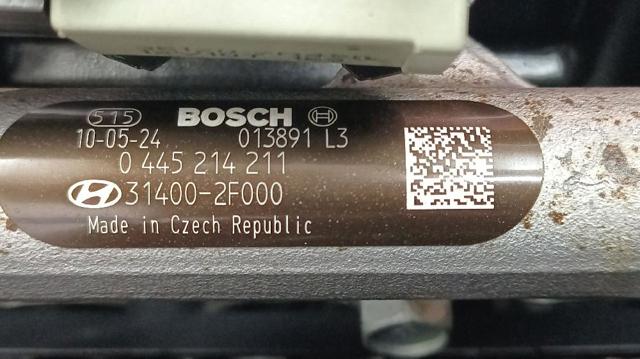 515 BOSCH
10-05-24 013891 L3
0 445 214 211
31400-2F000
Made in Czech Republic